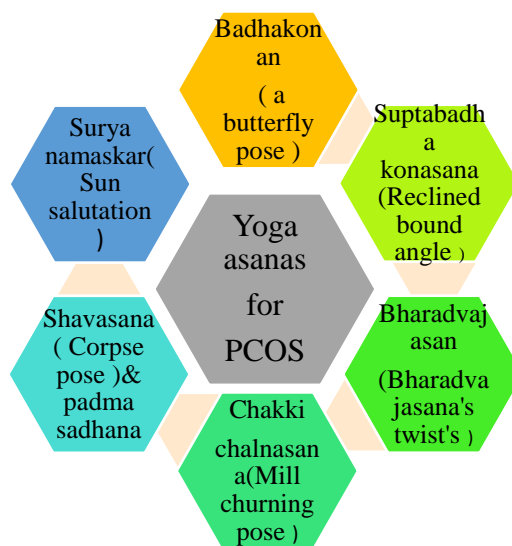 Badhakon
an
( a
butterfly
pose )
Suptabadh
a
konasana
(Reclined
bound
angle )
Bharadvaj
asan
(Bharadva
jasana's
twist's )
Chakki
chalnasan
a(Mill
churning
pose )
Shavasana
( Corpse
pose )&
padma
sadhana
Surya
namaskar(
Sun
salutation
)
Yoga
asanas
for
PCOS